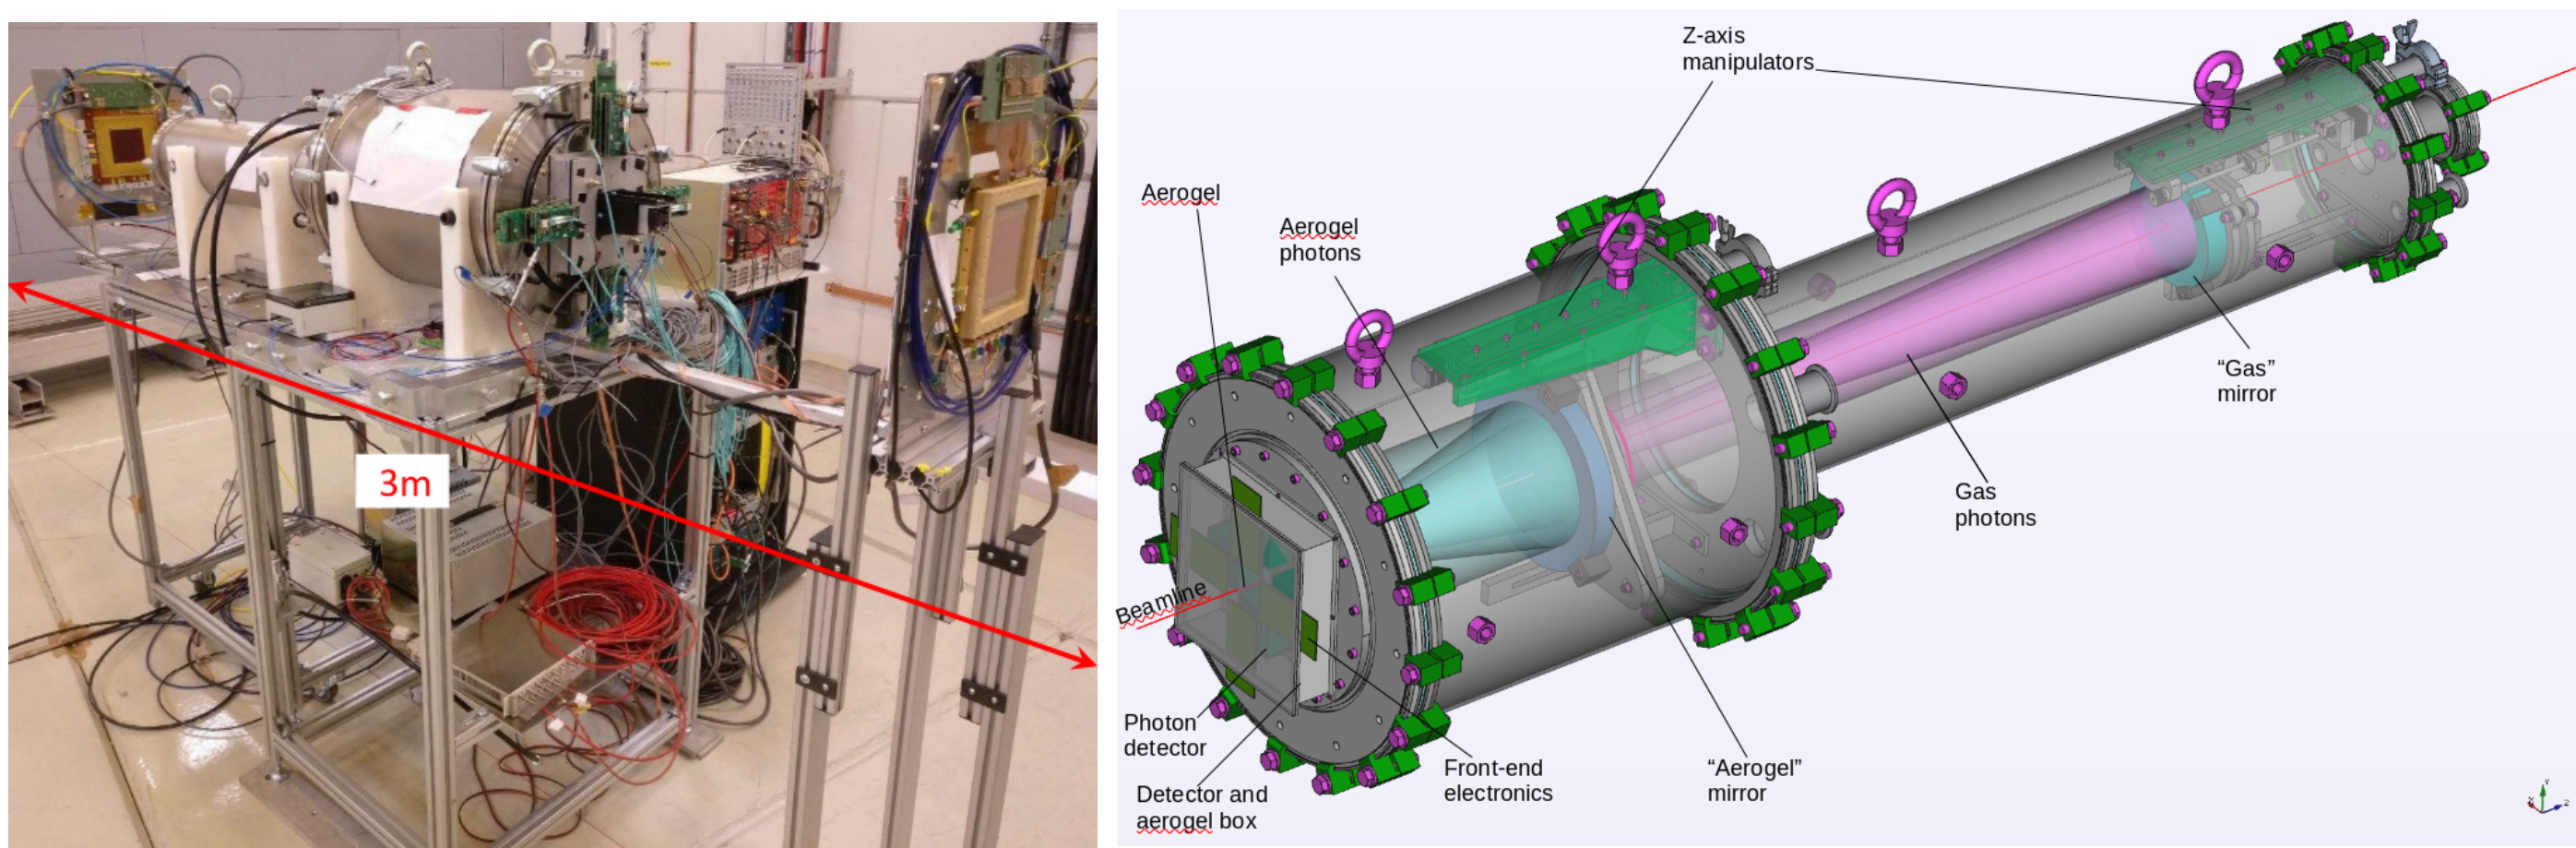 3m
Z-axis
manipulators
Aerogel
Aerogel
photons
"Gas"
mirror
Gas
photons
Beamline
Photon
detector
Detector and
aerogel box
Front-end
electronics
"Aerogel"
mirror